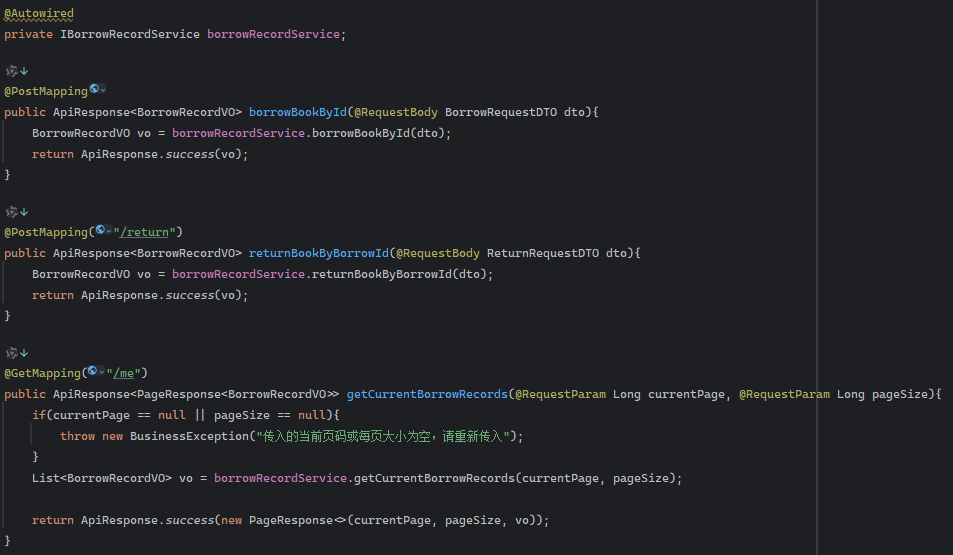 @Autowired
private IBorrowRecordService borrowRecordService;
@PostMapping
public ApiResponse<BorrowRecordVO> borrowBookById(@RequestBody BorrowRequestDTO dto){
BorrowRecordVO vo = borrowRecordService.borrowBookById(dto);
return ApiResponse.success(vo);
}
@PostMapping("/return")
public ApiResponse<BorrowRecordVO> returnBookByBorrowId(@RequestBody ReturnRequestDTO dto){
BorrowRecordVO vo = borrowRecordService.returnBookByBorrowId(dto);
return ApiResponse.success(vo);
}
@GetMapping("/me")
public ApiResponse<PageResponse<BorrowRecordVO>> getCurrentBorrowRecords(@RequestParam Long currentPage, @RequestParam Long pageSize){
if(currentPage == null || pageSize == null){
throw new BusinessException("传入的当前页码或每页大小为空，请重新传入");
}
List<BorrowRecordVO> vo = borrowRecordService.getCurrentBorrowRecords(currentPage, pageSize);
return ApiResponse.success(new PageResponse<>(currentPage, pageSize, vo));
}